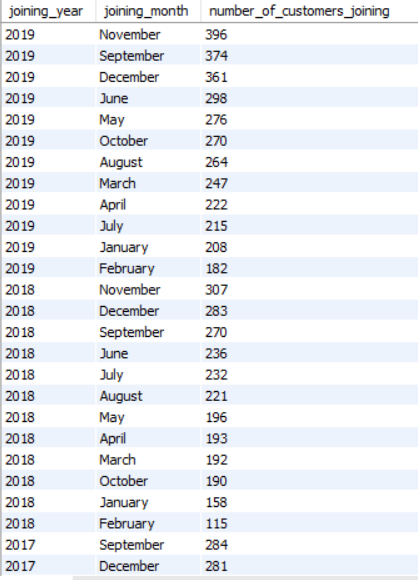 joining_year joining_month number_of_customers_joining
2019 November 396
2019 September 374
2019 December 361
2019 June 298
2019 May 276
2019 October 270
2019 August 264
2019 March 247
2019 April 222
2019 July 215
2019 January 208
2019 February 182
2018 November 307
2018 December 283
2018 September 270
2018 June 236
2018 July 232
2018 August 221
2018 May 196
2018 April 193
2018 March 192
2018 October 190
2018 January 158
2018 February 115
2017 September 284
2017 December 281